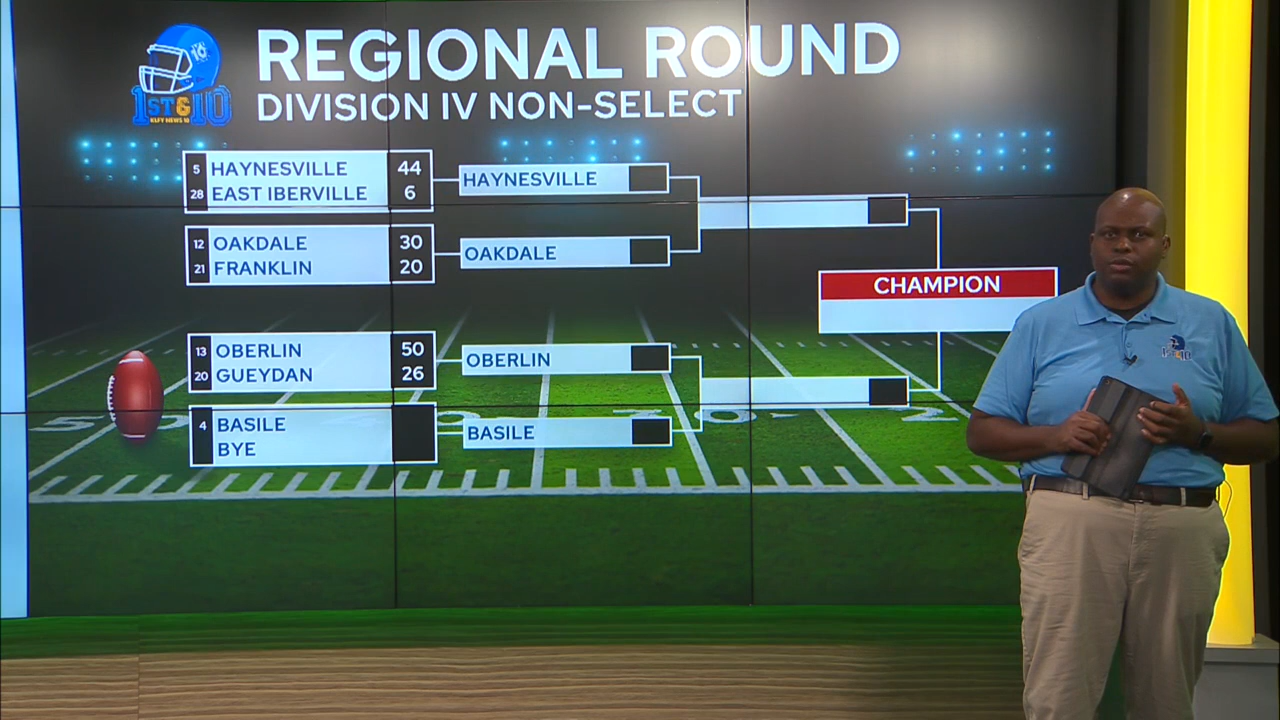 REGIONAL ROUND
DIVISION IV NON-SELECT
10
1ST&10
KLFY NEWS 10
5 HAYNESVILLE 44
28 EAST IBERVILLE 6
12 OAKDALE 30
21 FRANKLIN 20
13 OBERLIN 50
20 GUEYDAN 26
4 BASILE
BYE
HAYNESVILLE
OAKDALE
OBERLIN
BASILE
CHAMPION